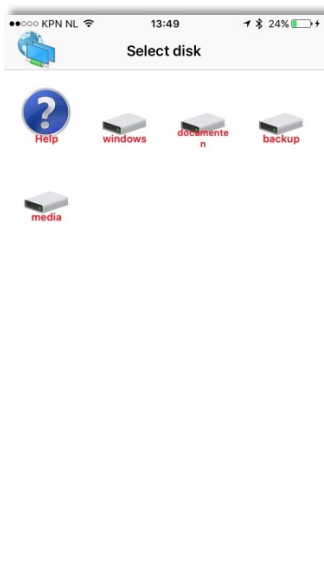 KPN NL 13:49 24%
Select disk
Help windows documente backup
n
media